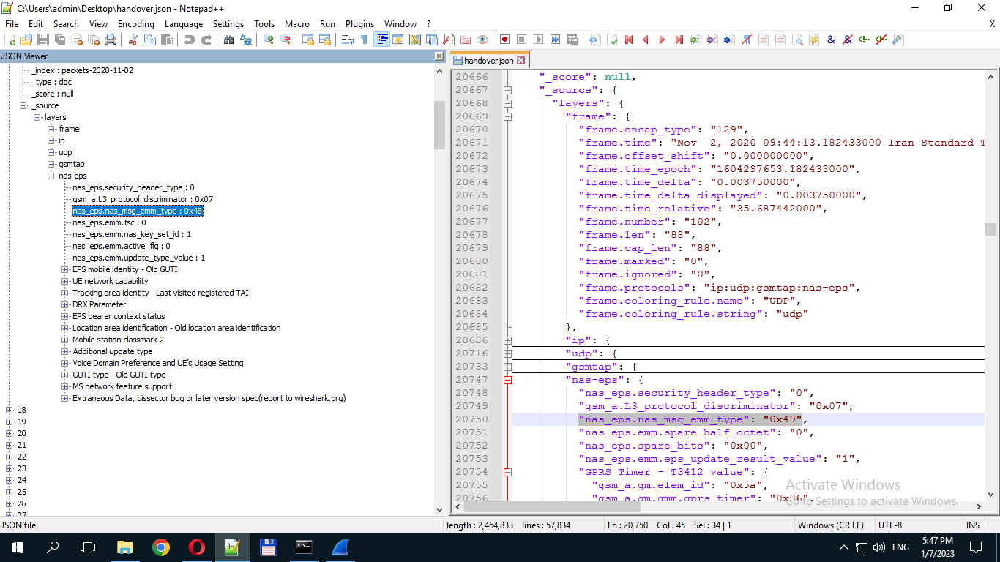 C:\Users\admin\Desktop\handover.json - Notepad++
File Edit Search View Encoding Language Settings Tools Macro Run Plugins Window ? X
JSON Viewer
_index : packets-2020-11-02
_type : doc
_score : null
_source
layers
frame
ip
udp
gsmtap
nas-eps
nas_eps.security_header_type : 0
gsm_a.L3_protocol_discriminator : 0x07
nas_eps.nas_msg_emm_type : 0x48
nas_eps.emm.tsc : 0
nas_eps.emm.nas_key_set_id : 1
nas_eps.emm.active_flg : 0
nas_eps.emm.update_type_value : 1
EPS mobile identity - Old GUTI
UE network capability
Tracking area identity - Last visited registered TAI
DRX Parameter
EPS bearer context status
Location area identification - Old location area identification
Mobile station classmark 2
Additional update type
Voice Domain Preference and UE's Usage Setting
GUTI type - Old GUTI type
MS network feature support
Extraneous Data, dissector bug or later version spec(report to wireshark.org)
18
19
20
21
22
23
24
25
26
27
JSON file
handover.json
20666 "_score": null,
20667 "_source": {
20668 "layers": {
20669 "frame": {
20670 "frame.encap_type": "129",
20671 "frame.time": "Nov  2, 2020 09:44:13.182433000 Iran Standard T
20672 "frame.offset_shift": "0.000000000",
20673 "frame.time_epoch": "1604297653.182433000",
20674 "frame.time_delta": "0.003750000",
20675 "frame.time_delta_displayed": "0.003750000",
20676 "frame.time_relative": "35.687442000",
20677 "frame.number": "102",
20678 "frame.len": "88",
20679 "frame.cap_len": "88",
20680 "frame.marked": "0",
20681 "frame.ignored": "0",
20682 "frame.protocols": "ip:udp:gsmtap:nas-eps",
20683 "frame.coloring_rule.name": "UDP",
20684 "frame.coloring_rule.string": "udp"
20685 },
20686 "ip": {
20716 "udp": {
20733 "gsmtap": {
20747 "nas-eps": {
20748 "nas_eps.security_header_type": "0",
20749 "gsm_a.L3_protocol_discriminator": "0x07",
20750 "nas_eps.nas_msg_emm_type": "0x49",
20751 "nas_eps.emm.spare_half_octet": "0",
20752 "nas_eps.spare_bits": "0x00",
20753 "nas_eps.emm.eps_update_result_value": "1",
20754 "GPRS Timer - T3412 value": {
20755 "gsm_a.gm.elem_id": "0x5a",
20756 "gsm_a.gm.gmm.gprs_timer": "0x36",
Activate Windows
Go to Settings to activate Windows.
length : 2,464,833 lines : 57,834 Ln : 20,750 Col : 45 Sel : 34 | 1 Windows (CR LF) UTF-8 INS
ENG
5:47 PM
1/7/2023